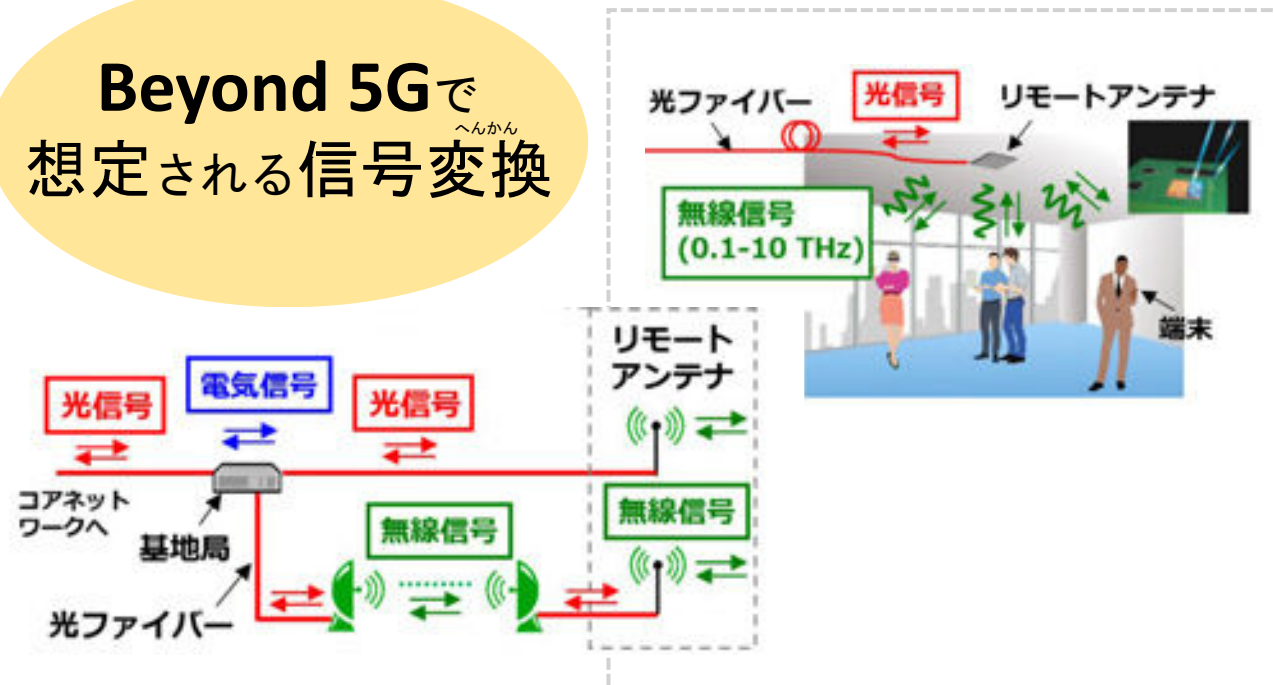 Beyond 5Gで
へんかん
想定される信号変換
光ファイバー
光信号
リモートアンテナ
無線信号
(0.1-10 THz)
端末
リモート
アンテナ
光信号
電気信号
光信号
コアネット
ワークへ
基地局
無線信号
無線信号
光ファイバー